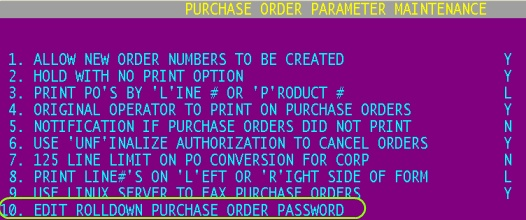 PURCHASE ORDER PARAMETER MAINTENANCE
1. ALLOW NEW ORDER NUMBERS TO BE CREATED Y
2. HOLD WITH NO PRINT OPTION Y
3. PRINT PO'S BY 'L'INE # OR 'P'RODUCT # L
4. ORIGINAL OPERATOR TO PRINT ON PURCHASE ORDERS Y
5. NOTIFICATION IF PURCHASE ORDERS DID NOT PRINT N
6. USE 'UNF'INALIZE AUTHORIZATION TO CANCEL ORDERS Y
7. 125 LINE LIMIT ON PO CONVERSION FOR CORP N
8. PRINT LINE#'S ON 'L'EFT OR 'R'IGHT SIDE OF FORM L
9. USE LINUX SERVER TO FAX PURCHASE ORDERS Y
10. EDIT ROLLDOWN PURCHASE ORDER PASSWORD